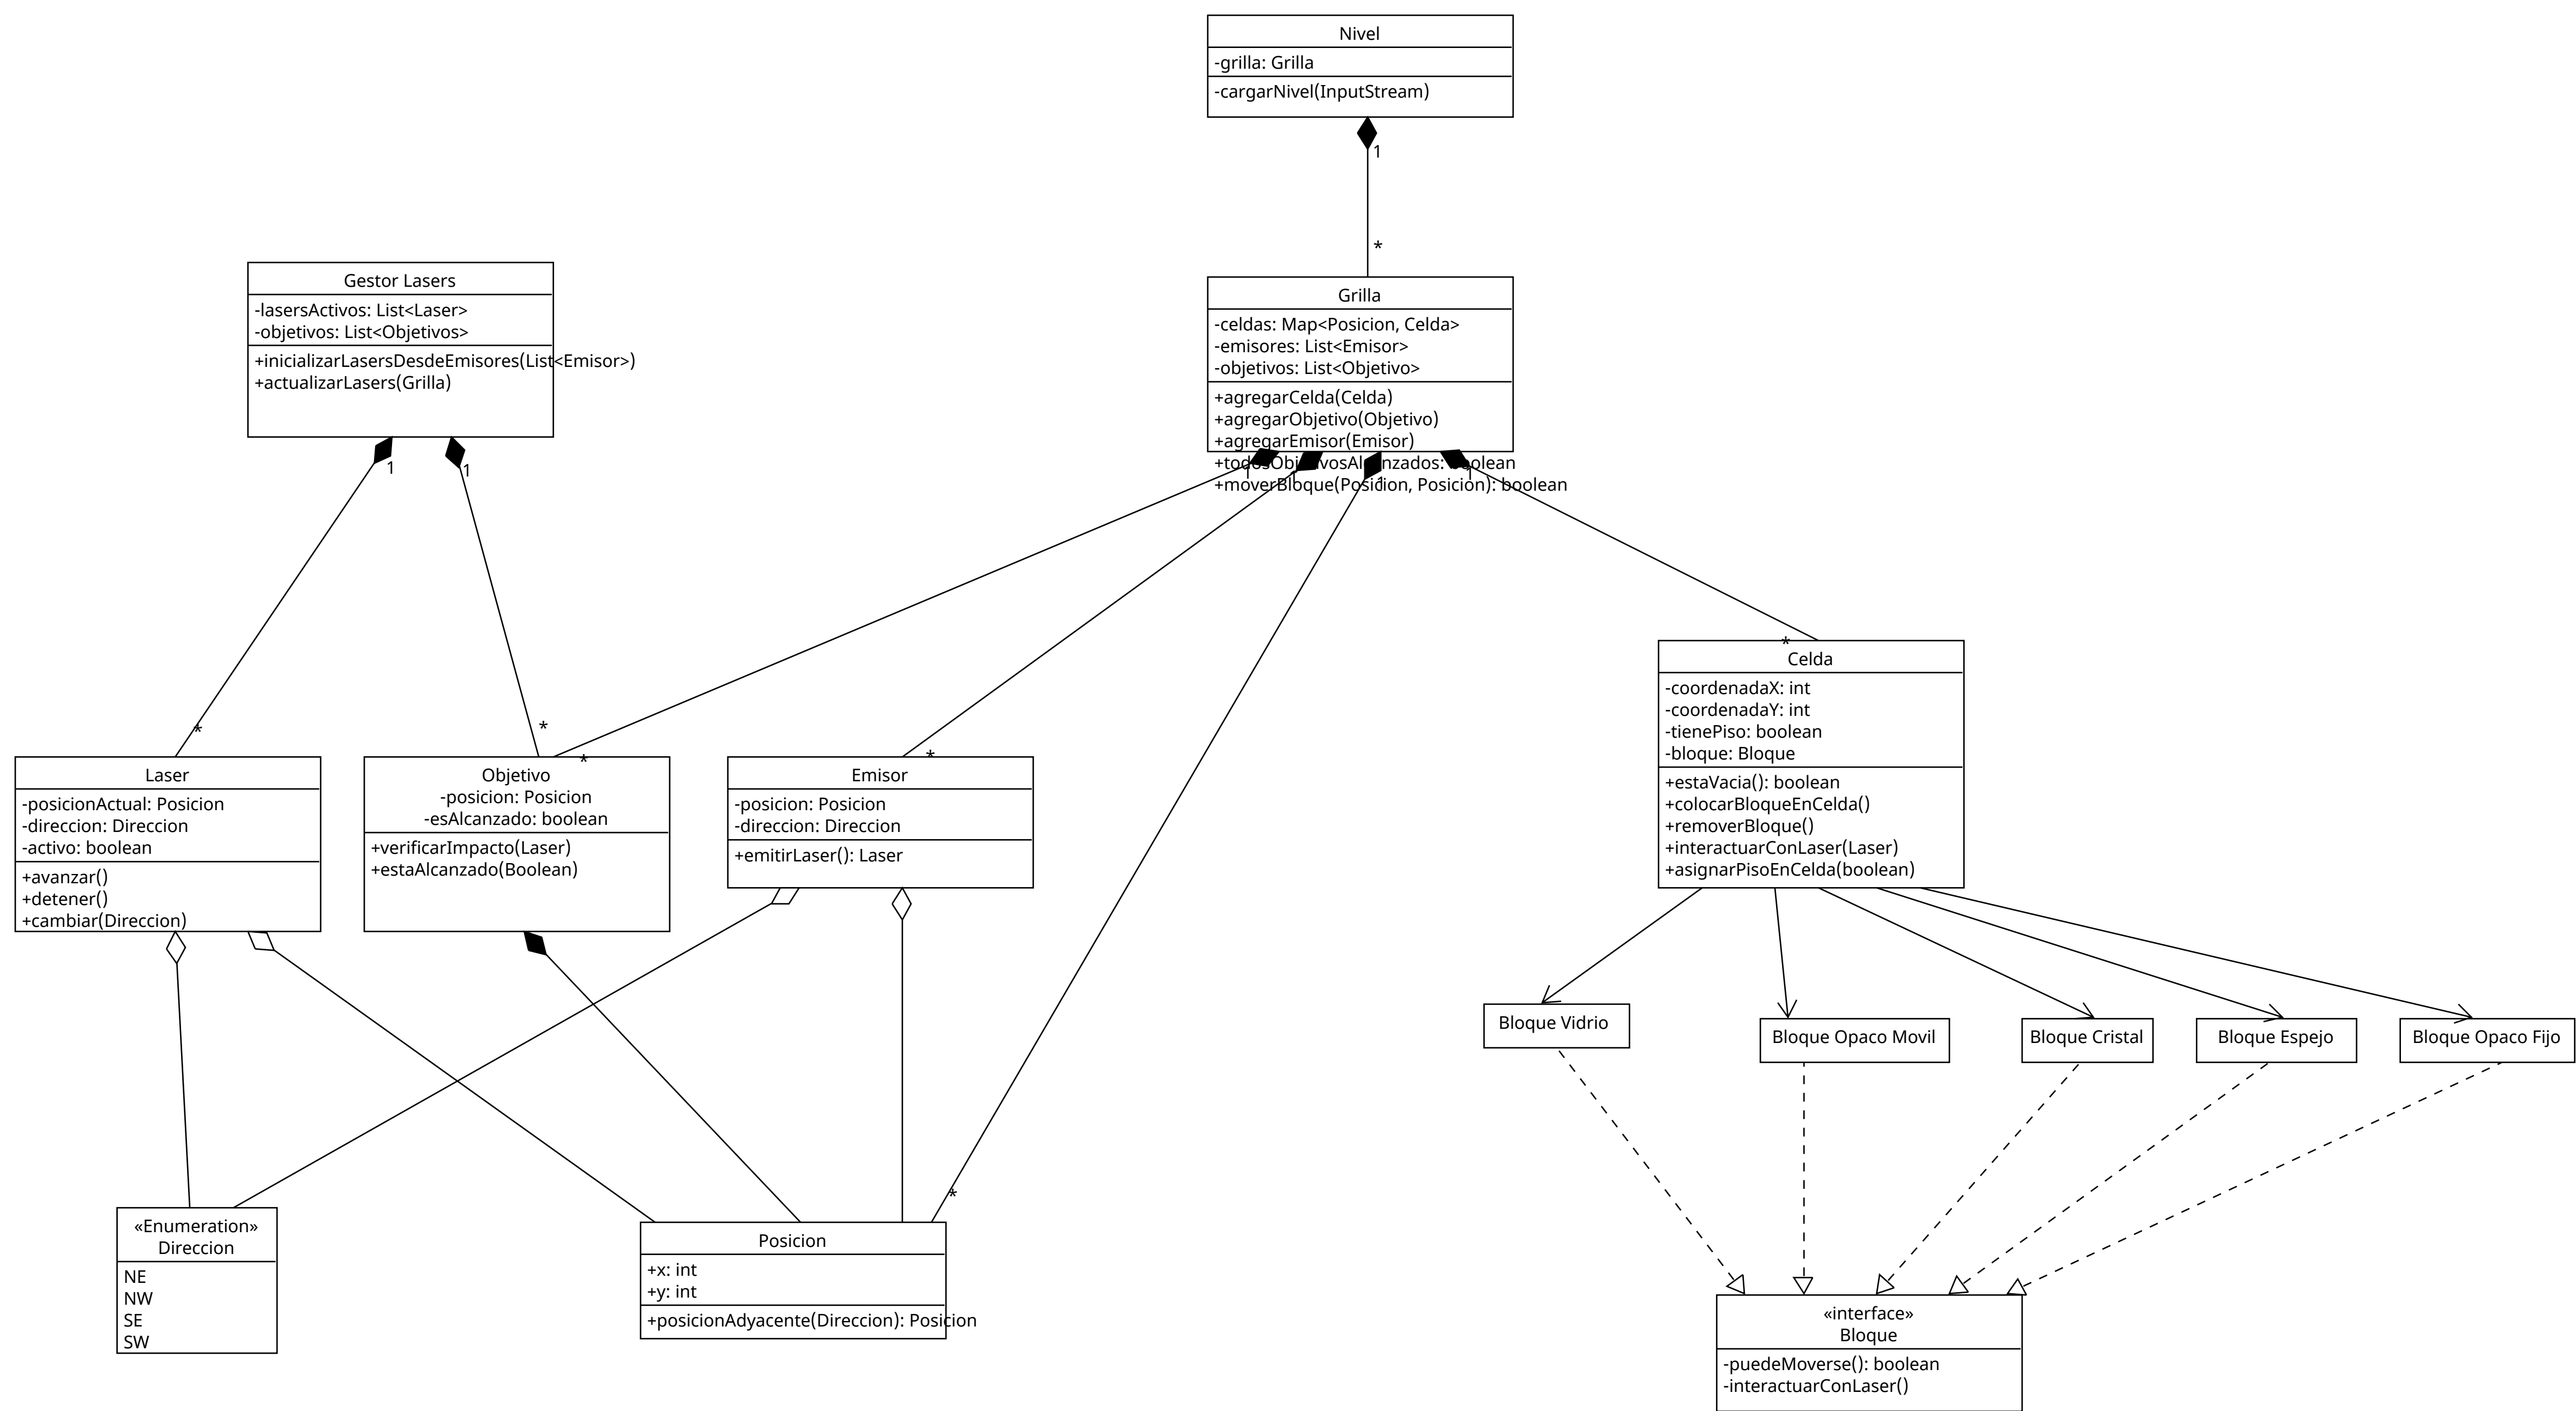 Nivel
-grilla: Grilla
-cargarNivel(InputStream)
1
*
Gestor Lasers
-lasersActivos: List<Laser>
-objetivos: List<Objetivos>
+inicializarLasersDesdeEmisores(List<Emisor>)
+actualizarLasers(Grilla)
1
1
Grilla
-celdas: Map<Posicion, Celda>
-emisores: List<Emisor>
-objetivos: List<Objetivo>
+agregarCelda(Celda)
+agregarObjetivo(Objetivo)
+agregarEmisor(Emisor)
+todosObjetivosAlcanzados: boolean
+moverBloque(Posicion, Posicion): boolean
1
1
1
1
*
*
*
*
*
Laser
-posicionActual: Posicion
-direccion: Direccion
-activo: boolean
+avanzar()
+detener()
+cambiar(Direccion)
Objetivo
-posicion: Posicion
-esAlcanzado: boolean
+verificarImpacto(Laser)
+estaAlcanzado(Boolean)
Emisor
-posicion: Posicion
-direccion: Direccion
+emitirLaser(): Laser
Celda
-coordenadaX: int
-coordenadaY: int
-tienePiso: boolean
-bloque: Bloque
+estaVacia(): boolean
+colocarBloqueEnCelda()
+removerBloque()
+interactuarConLaser(Laser)
+asignarPisoEnCelda(boolean)
Bloque Vidrio
Bloque Opaco Movil
Bloque Cristal
Bloque Espejo
Bloque Opaco Fijo
*
«Enumeration»
Direccion
NE
NW
SE
SW
Posicion
+x: int
+y: int
+posicionAdyacente(Direccion): Posicion
«interface»
Bloque
-puedeMoverse(): boolean
-interactuarConLaser()